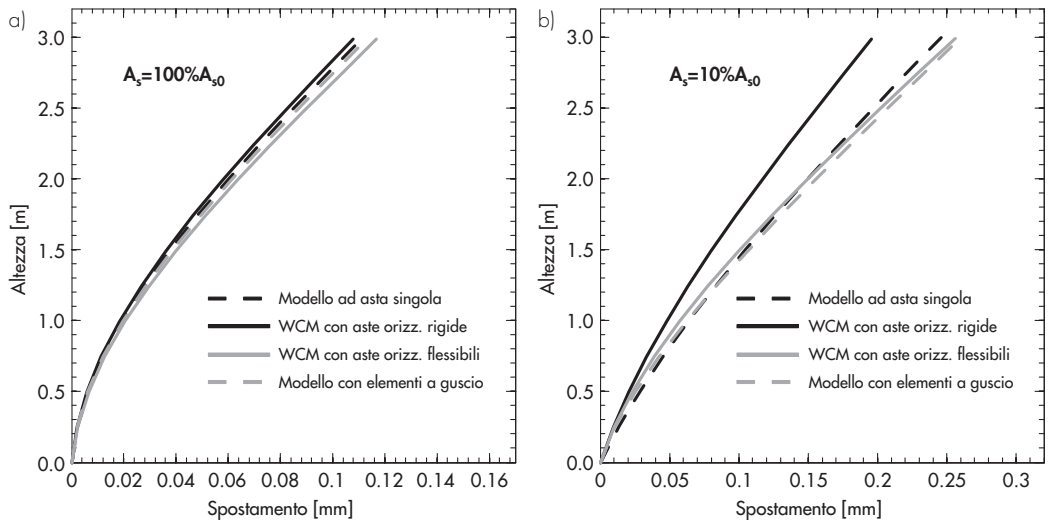 a)
3.0
2.5
2.0
1.5
1.0
0.5
0.0
Altezza [m]
A_s=100%A_s0
Modello ad asta singola
WCM con aste orizz. rigide
WCM con aste orizz. flessibili
Modello con elementi a guscio
0 0.02 0.04 0.06 0.08 0.1 0.12 0.14 0.16
Spostamento [mm]
b)
3.0
2.5
2.0
1.5
1.0
0.5
0.0
Altezza [m]
A_s=10%A_s0
Modello ad asta singola
WCM con aste orizz. rigide
WCM con aste orizz. flessibili
Modello con elementi a guscio
0 0.05 0.1 0.15 0.2 0.25 0.3
Spostamento [mm]